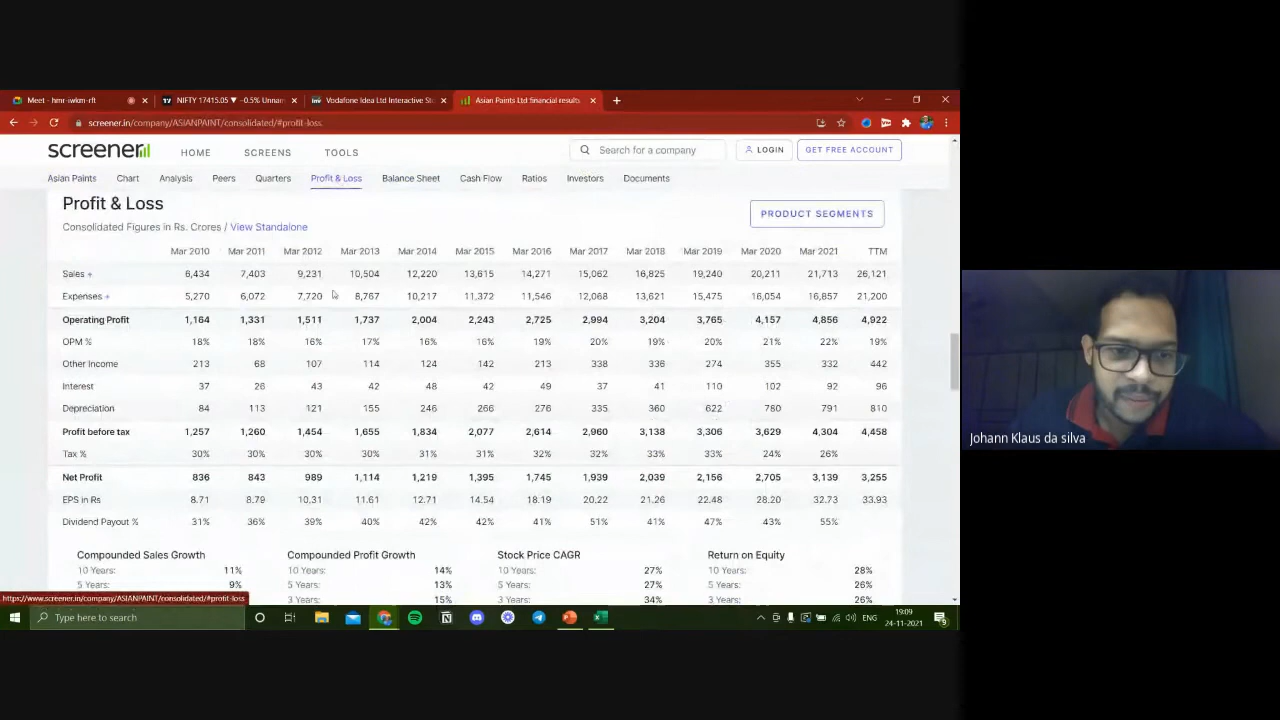 Meet - hmr-iwkm-rft
NIFTY 17415.05 ▼ −0.5% Unnam
Vodafone Idea Ltd Interactive St
Asian Paints Ltd financial results
screener.in/company/ASIANPAINT/consolidated/#profit-loss
screener
HOME SCREENS TOOLS
Search for a company
LOGIN
GET FREE ACCOUNT
Asian Paints Chart Analysis Peers Quarters Profit & Loss Balance Sheet Cash Flow Ratios Investors Documents
Profit & Loss
PRODUCT SEGMENTS
Consolidated Figures in Rs. Crores / View Standalone
Mar 2010 Mar 2011 Mar 2012 Mar 2013 Mar 2014 Mar 2015 Mar 2016 Mar 2017 Mar 2018 Mar 2019 Mar 2020 Mar 2021 TTM
Sales + 6,434 7,403 9,231 10,504 12,220 13,615 14,271 15,062 16,825 19,240 20,211 21,713 26,121
Expenses + 5,270 6,072 7,720 8,767 10,217 11,372 11,546 12,068 13,621 15,475 16,054 16,857 21,200
Operating Profit 1,164 1,331 1,511 1,737 2,004 2,243 2,725 2,994 3,204 3,765 4,157 4,856 4,922
OPM % 18% 18% 16% 17% 16% 16% 19% 20% 19% 20% 21% 22% 19%
Other Income 213 68 107 114 124 142 213 338 336 274 355 332 442
Interest 37 28 43 42 48 42 49 37 41 110 102 92 96
Depreciation 84 113 121 155 246 266 276 335 360 622 780 791 810
Profit before tax 1,257 1,260 1,454 1,655 1,834 2,077 2,614 2,960 3,138 3,306 3,629 4,304 4,458
Tax % 30% 30% 30% 30% 31% 31% 32% 32% 33% 33% 24% 26%
Net Profit 836 843 989 1,114 1,219 1,395 1,745 1,939 2,039 2,156 2,705 3,139 3,255
EPS in Rs 8.71 8.79 10.31 11.61 12.71 14.54 18.19 20.22 21.26 22.48 28.20 32.73 33.93
Dividend Payout % 31% 36% 39% 40% 42% 42% 41% 51% 41% 47% 43% 55%
Compounded Sales Growth Compounded Profit Growth Stock Price CAGR Return on Equity
10 Years: 11% 10 Years: 14% 10 Years: 27% 10 Years: 28%
5 Years: 9% 5 Years: 13% 5 Years: 27% 5 Years: 26%
3 Years: 15% 3 Years: 34% 3 Years: 26%
https://www.screener.in/company/ASIANPAINT/consolidated/#profit-loss
Type here to search
ENG
19:09
24-11-2021
Johann Klaus da silva